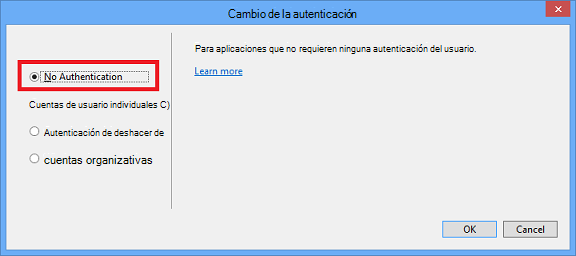 Cambio de la autenticación
Para aplicaciones que no requieren ninguna autenticación del usuario.
Learn more
No Authentication
Cuentas de usuario individuales C)
Autenticación de deshacer de
cuentas organizativas
OK
Cancel